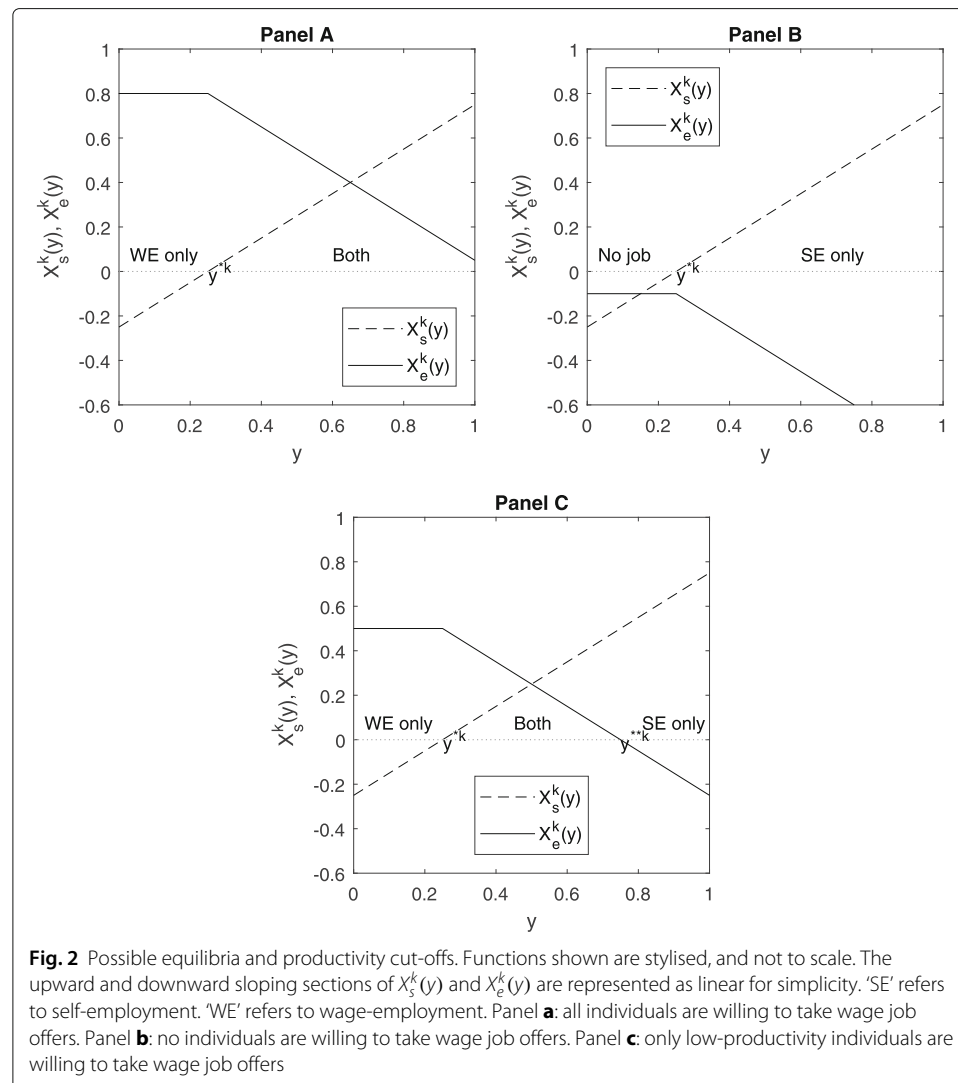 Panel A
1
0.8
0.6
0.4
0.2
0
-0.2
-0.4
-0.6
X_s^k(y), X_e^k(y)
WE only
Both
y^{*k}
X_s^k(y)
X_e^k(y)
0 0.2 0.4 0.6 0.8 1
y
Panel B
1
0.8
0.6
0.4
0.2
0
-0.2
-0.4
-0.6
X_s^k(y), X_e^k(y)
X_s^k(y)
X_e^k(y)
No job
SE only
y^{*k}
0 0.2 0.4 0.6 0.8 1
y
Panel C
1
0.8
0.6
0.4
0.2
0
-0.2
-0.4
-0.6
X_s^k(y), X_e^k(y)
WE only
Both
SE only
y^{*k}
y^{**k}
X_s^k(y)
X_e^k(y)
0 0.2 0.4 0.6 0.8 1
y
Fig. 2 Possible equilibria and productivity cut-offs. Functions shown are stylised, and not to scale. The
upward and downward sloping sections of X_s^k(y) and X_e^k(y) are represented as linear for simplicity. ‘SE’ refers
to self-employment. ‘WE’ refers to wage-employment. Panel a: all individuals are willing to take wage job
offers. Panel b: no individuals are willing to take wage job offers. Panel c: only low-productivity individuals are
willing to take wage job offers